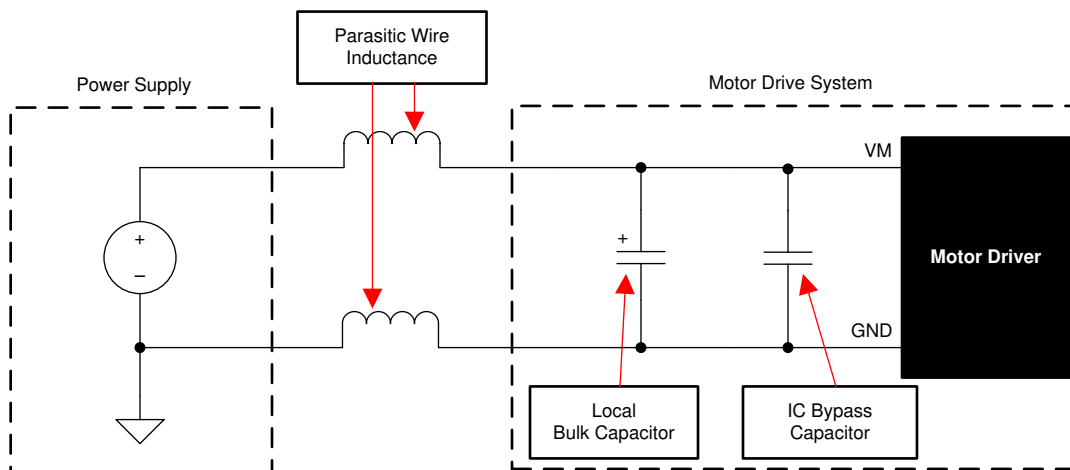 Parasitic Wire
Inductance
Power Supply
Motor Drive System
VM
+
–
+
Motor Driver
GND
Local
Bulk Capacitor
IC Bypass
Capacitor